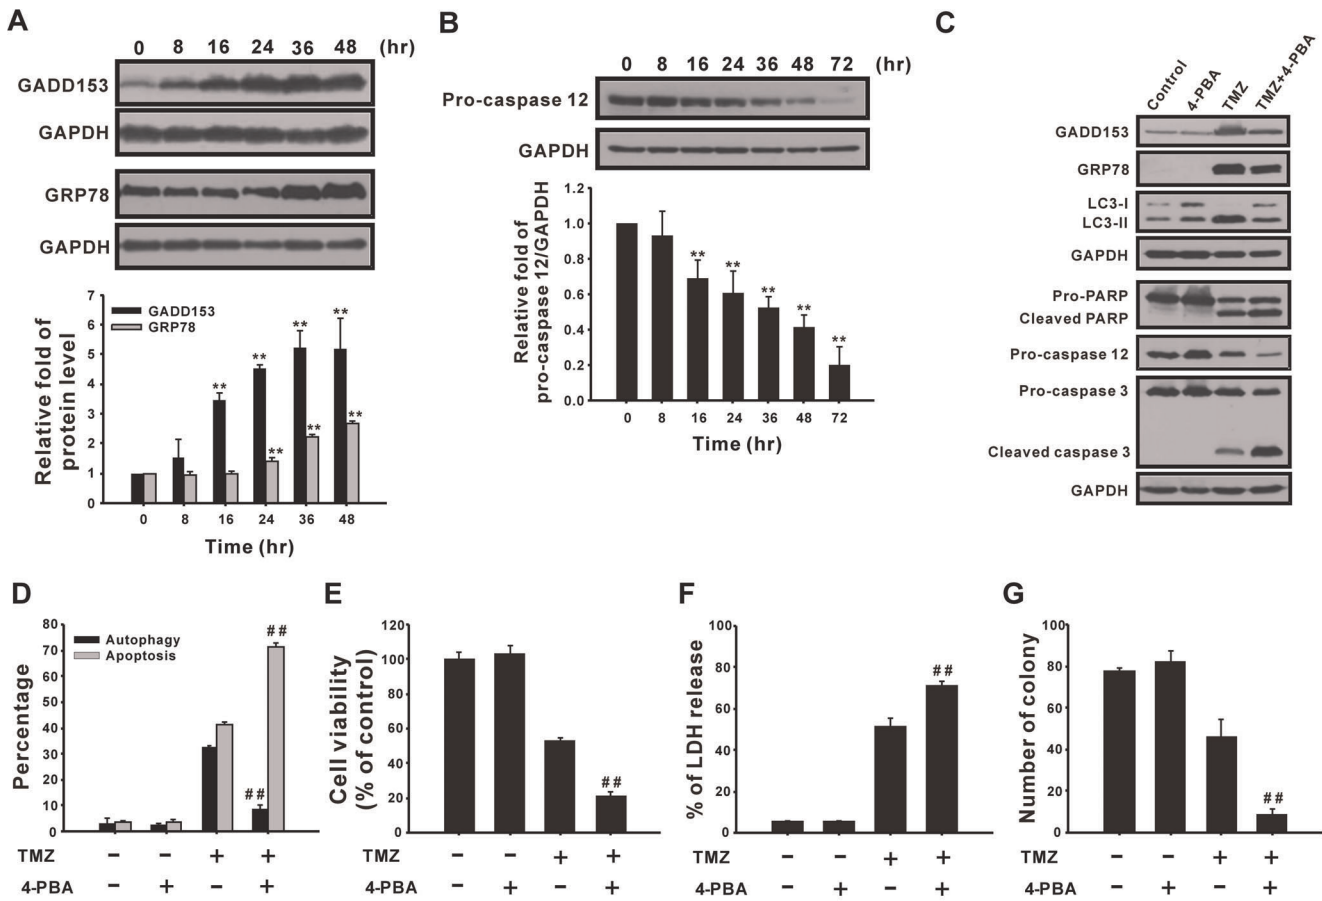 A
0 8 16 24 36 48 (hr)
GADD153
GAPDH
GRP78
GAPDH
Relative fold of
protein level
7
6
5
4
3
2
1
0
GADD153
GRP78
** ** ** **
** ** **
0 8 16 24 36 48
Time (hr)
B
0 8 16 24 36 48 72 (hr)
Pro-caspase 12
GAPDH
Relative fold of
pro-caspase 12/GAPDH
1.2
1.0
0.8
0.6
0.4
0.2
0.0
** ** ** ** **
0 8 16 24 36 48 72
Time (hr)
C
Control 4-PBA TMZ TMZ+4-PBA
GADD153
GRP78
LC3-I
LC3-II
GAPDH
Pro-PARP
Cleaved PARP
Pro-caspase 12
Pro-caspase 3
Cleaved caspase 3
GAPDH
D
Percentage
80
70
60
50
40
30
20
10
0
Autophagy
Apoptosis
##
##
TMZ − − + +
4-PBA − + − +
E
Cell viability
(% of control)
120
100
80
60
40
20
0
##
TMZ − − + +
4-PBA − + − +
F
% of LDH release
100
80
60
40
20
0
##
TMZ − − + +
4-PBA − + − +
G
Number of colony
100
80
60
40
20
0
##
TMZ − − + +
4-PBA − + − +